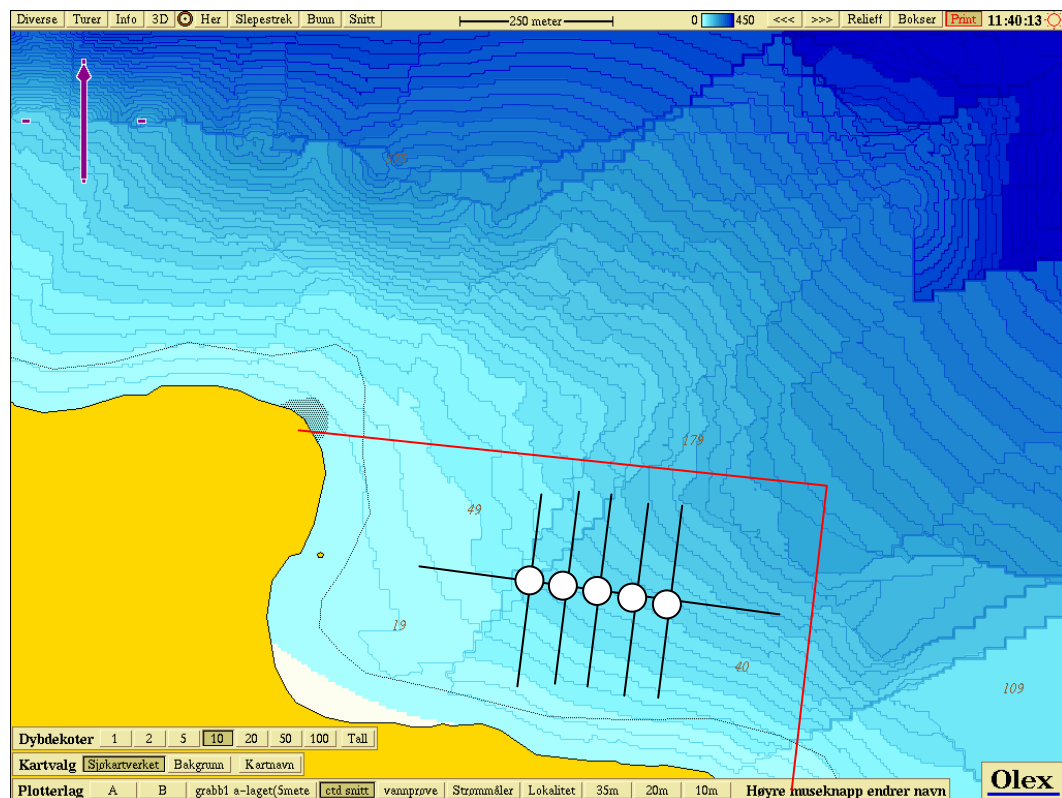 Diverse Turer Info 3D Her Slepestrek Bunn Snitt 250 meter 0 450 <<< >>> Relieff Bokser Print 11:40:13
179
49
19
40
109
Dybdekoter 1 2 5 10 20 50 100 Tall
Kartvalg Sjøkartverket Bakgrunn Kartnavn
Plotterlag A B grabb1 a-laget(5mete ctd snitt vannprøve Strømmåler Lokalitet 35m 20m 10m Høyre museknapp endrer navn
Olex